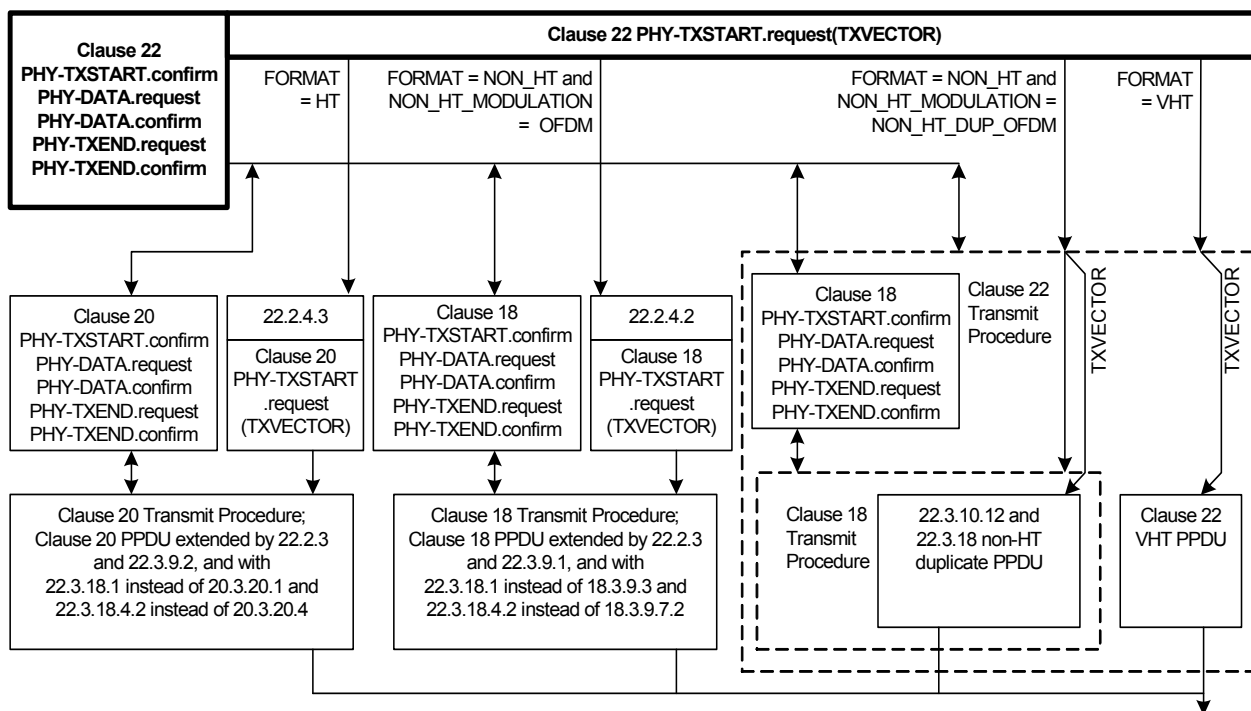 Clause 22
PHY-TXSTART.confirm
PHY-DATA.request
PHY-DATA.confirm
PHY-TXEND.request
PHY-TXEND.confirm
Clause 22 PHY-TXSTART.request(TXVECTOR)
FORMAT
= HT
FORMAT = NON_HT and
NON_HT_MODULATION
= OFDM
FORMAT = NON_HT and
NON_HT_MODULATION =
NON_HT_DUP_OFDM
FORMAT
= VHT
Clause 20
PHY-TXSTART.confirm
PHY-DATA.request
PHY-DATA.confirm
PHY-TXEND.request
PHY-TXEND.confirm
22.2.4.3
Clause 20
PHY-TXSTART
.request
(TXVECTOR)
Clause 18
PHY-TXSTART.confirm
PHY-DATA.request
PHY-DATA.confirm
PHY-TXEND.request
PHY-TXEND.confirm
22.2.4.2
Clause 18
PHY-TXSTART
.request
(TXVECTOR)
Clause 18
PHY-TXSTART.confirm
PHY-DATA.request
PHY-DATA.confirm
PHY-TXEND.request
PHY-TXEND.confirm
Clause 22
Transmit
Procedure
TXVECTOR
TXVECTOR
Clause 20 Transmit Procedure;
Clause 20 PPDU extended by 22.2.3
and 22.3.9.2, and with
22.3.18.1 instead of 20.3.20.1 and
22.3.18.4.2 instead of 20.3.20.4
Clause 18 Transmit Procedure;
Clause 18 PPDU extended by 22.2.3
and 22.3.9.1, and with
22.3.18.1 instead of 18.3.9.3 and
22.3.18.4.2 instead of 18.3.9.7.2
Clause 18
Transmit
Procedure
22.3.10.12 and
22.3.18 non-HT
duplicate PPDU
Clause 22
VHT PPDU